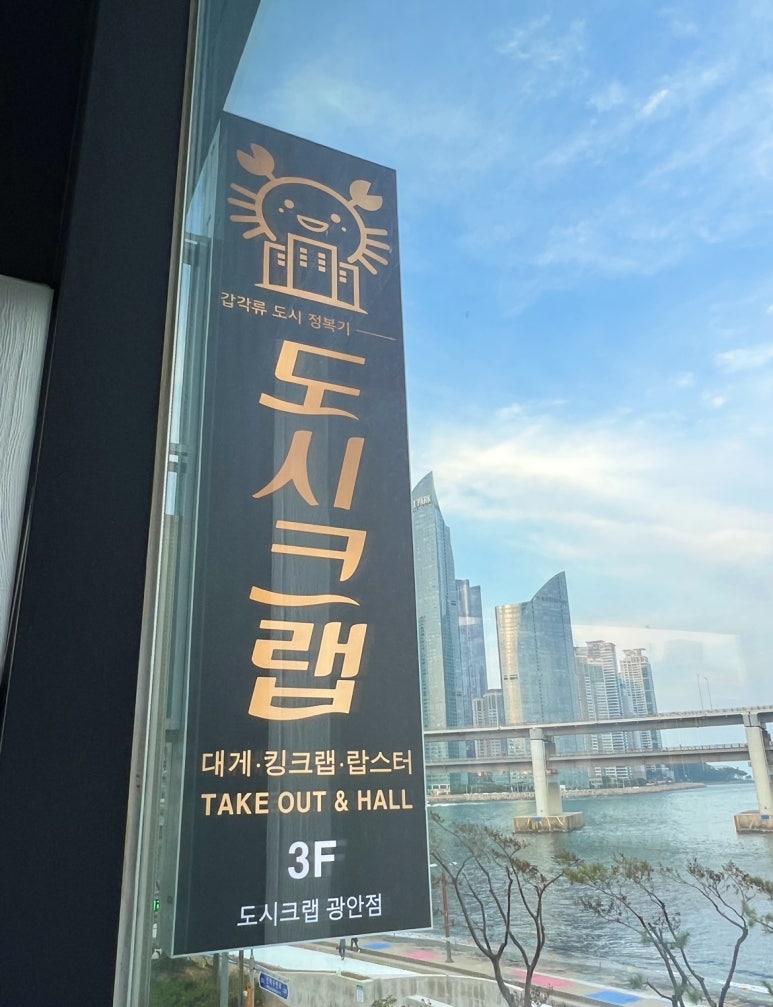 갑각류 도시 정복기
도시크랩
대게·킹크랩·랍스터
TAKE OUT & HALL
3F
도시크랩 광안점
PARK